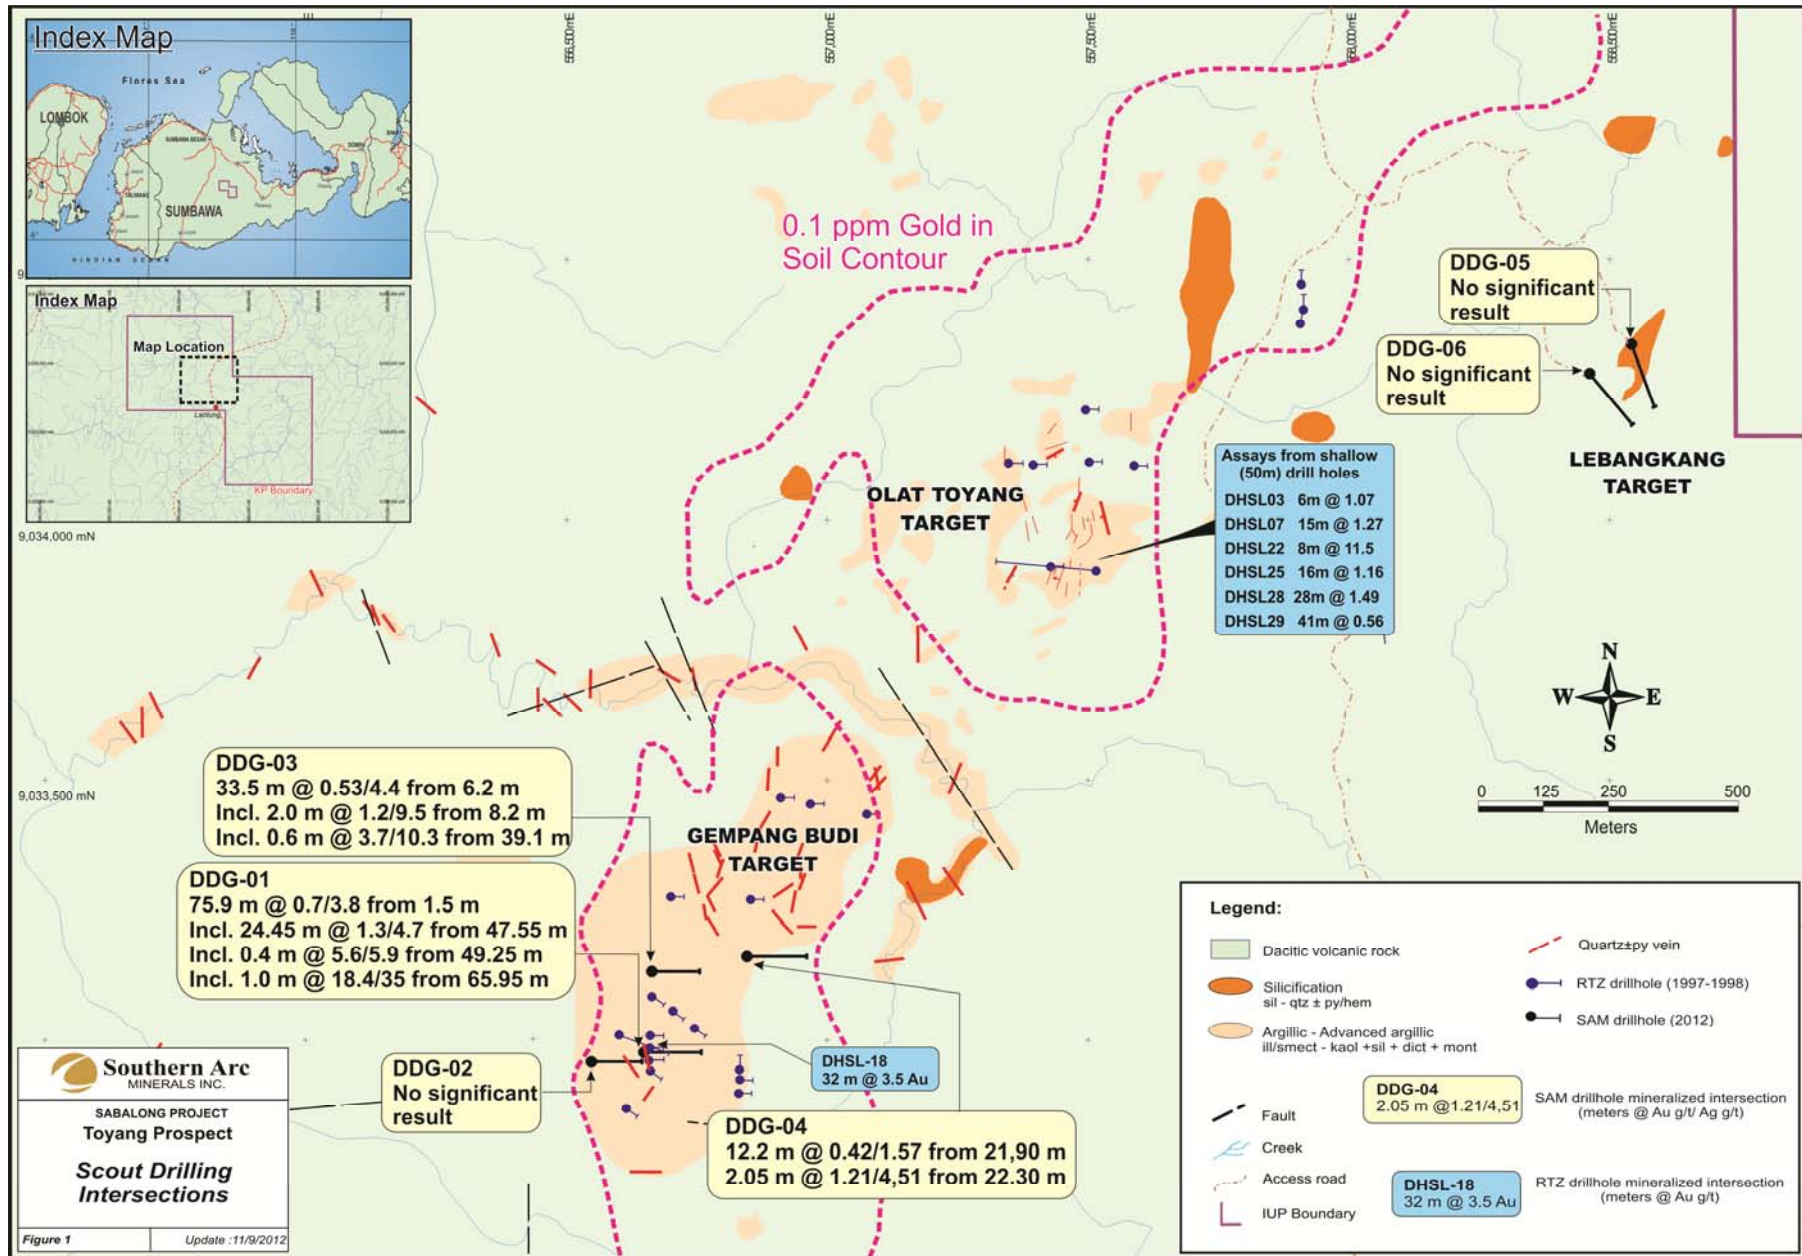 Index Map
Flores Sea
LOMBOK
SUMBAWA BESAR
TALIWANG
DOMPU
SUMBAWA
HINDIAN OCEAN
Index Map
Map Location
Lantung
KP Boundary
557,000mE
557,500mE
0.1 ppm Gold in
Soil Contour
DDG-05
No significant
result
DDG-06
No significant
result
LEBANGKANG
TARGET
OLAT TOYANG
TARGET
Assays from shallow
(50m) drill holes
DHSL03 6m @ 1.07
DHSL07 15m @ 1.27
DHSL22 8m @ 11.5
DHSL25 16m @ 1.16
DHSL28 28m @ 1.49
DHSL29 41m @ 0.56
9,034,000 mN
N
W E
S
0 125 250 500
Meters
9,033,500 mN
DDG-03
33.5 m @ 0.53/4.4 from 6.2 m
Incl. 2.0 m @ 1.2/9.5 from 8.2 m
Incl. 0.6 m @ 3.7/10.3 from 39.1 m
GEMPANG BUDI
TARGET
DDG-01
75.9 m @ 0.7/3.8 from 1.5 m
Incl. 24.45 m @ 1.3/4.7 from 47.55 m
Incl. 0.4 m @ 5.6/5.9 from 49.25 m
Incl. 1.0 m @ 18.4/35 from 65.95 m
DDG-02
No significant
result
DHSL-18
32 m @ 3.5 Au
DDG-04
12.2 m @ 0.42/1.57 from 21,90 m
2.05 m @ 1.21/4,51 from 22.30 m
Southern Arc
MINERALS INC.
SABALONG PROJECT
Toyang Prospect
Scout Drilling
Intersections
Figure 1
Update :11/9/2012
Legend:
Dacitic volcanic rock
Silicification
sil - qtz ± py/hem
Argillic - Advanced argillic
ill/smect - kaol +sil + dict + mont
Quartz±py vein
RTZ drillhole (1997-1998)
SAM drillhole (2012)
Fault
Creek
Access road
IUP Boundary
DDG-04
2.05 m @1.21/4,51
SAM drillhole mineralized intersection
(meters @ Au g/t/ Ag g/t)
DHSL-18
32 m @ 3.5 Au
RTZ drillhole mineralized intersection
(meters @ Au g/t)